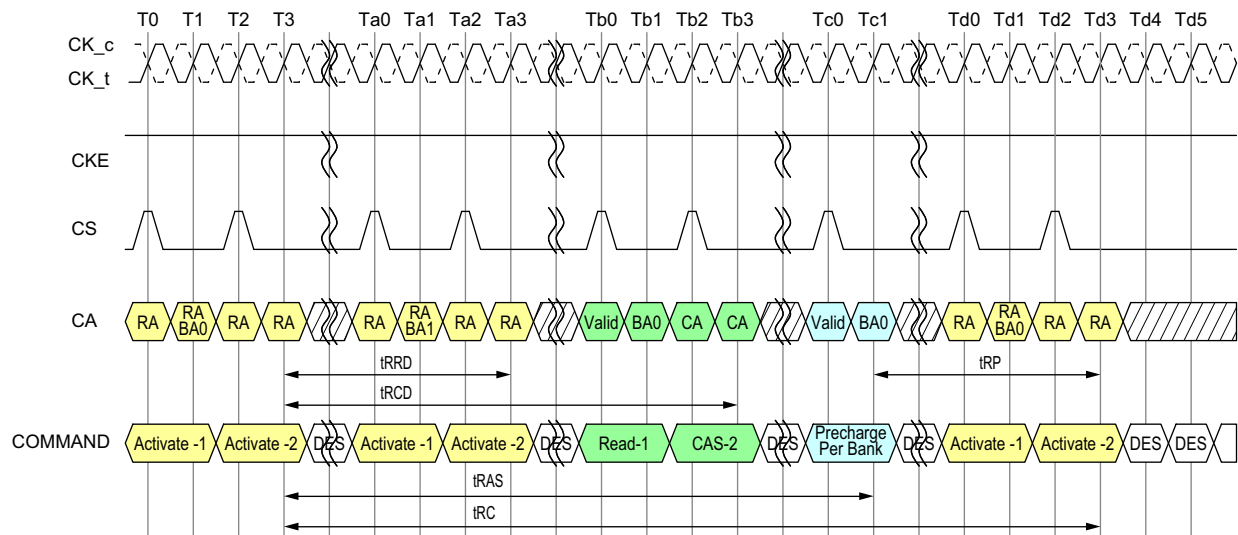 T0 T1 T2 T3 Ta0 Ta1 Ta2 Ta3 Tb0 Tb1 Tb2 Tb3 Tc0 Tc1 Td0 Td1 Td2 Td3 Td4 Td5
CK_c
CK_t
CKE
CS
CA RA RA BA0 RA RA RA RA BA1 RA RA Valid BA0 CA CA Valid BA0 RA RA BA0 RA RA
tRRD tRP
tRCD
COMMAND Activate -1 Activate -2 DES Activate -1 Activate -2 DES Read-1 CAS-2 DES Precharge Per Bank DES Activate -1 Activate -2 DES DES
tRAS
tRC